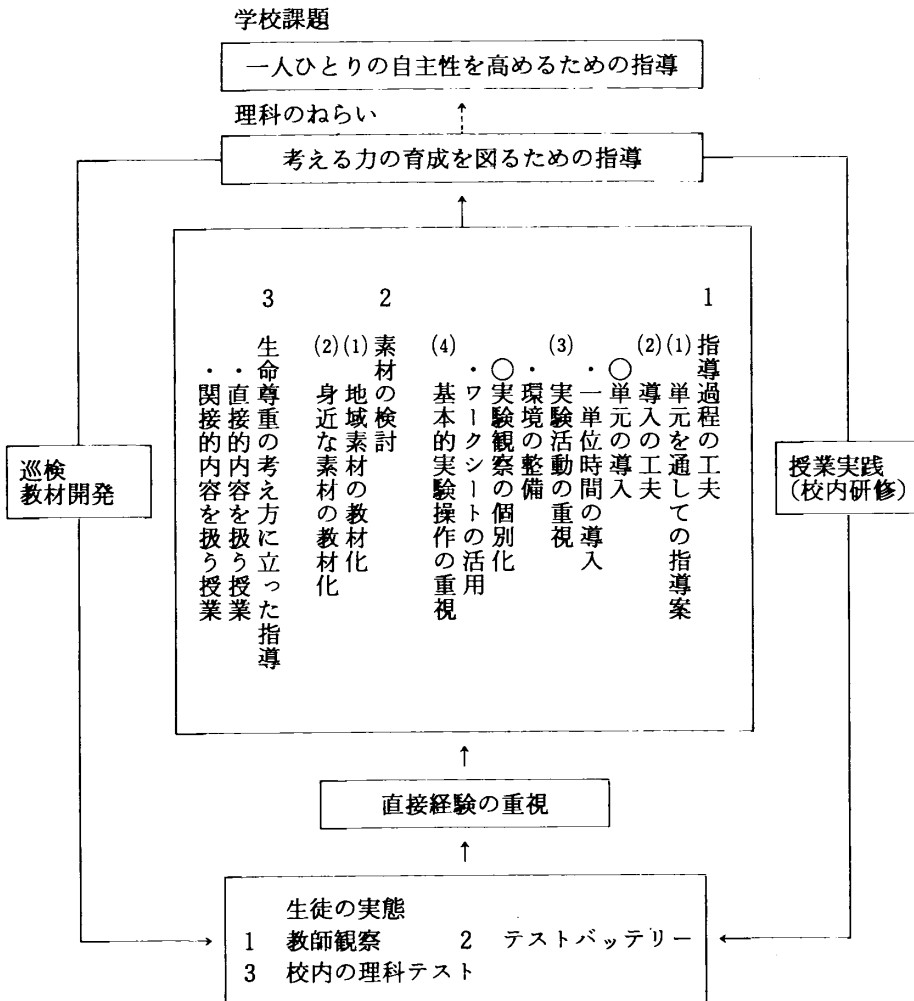 学校課題
一人ひとりの自主性を高めるための指導
理科のねらい
考える力の育成を図るための指導
1 指導過程の工夫
(1) 単元を通しての指導案
(2) 導入の工夫
○単元の導入
・一単位時間の導入
(3) 実験活動の重視
・環境の整備
○実験観察の個別化
・ワークシートの活用
(4) 基本的実験操作の重視
2 素材の検討
(1) 地域素材の教材化
(2) 身近な素材の教材化
3 生命尊重の考え方に立った指導
・直接的内容を扱う授業
・関接的内容を扱う授業
巡検
教材開発
授業実践
(校内研修)
直接経験の重視
生徒の実態
1 教師観察 2 テストバッテリー
3 校内の理科テスト